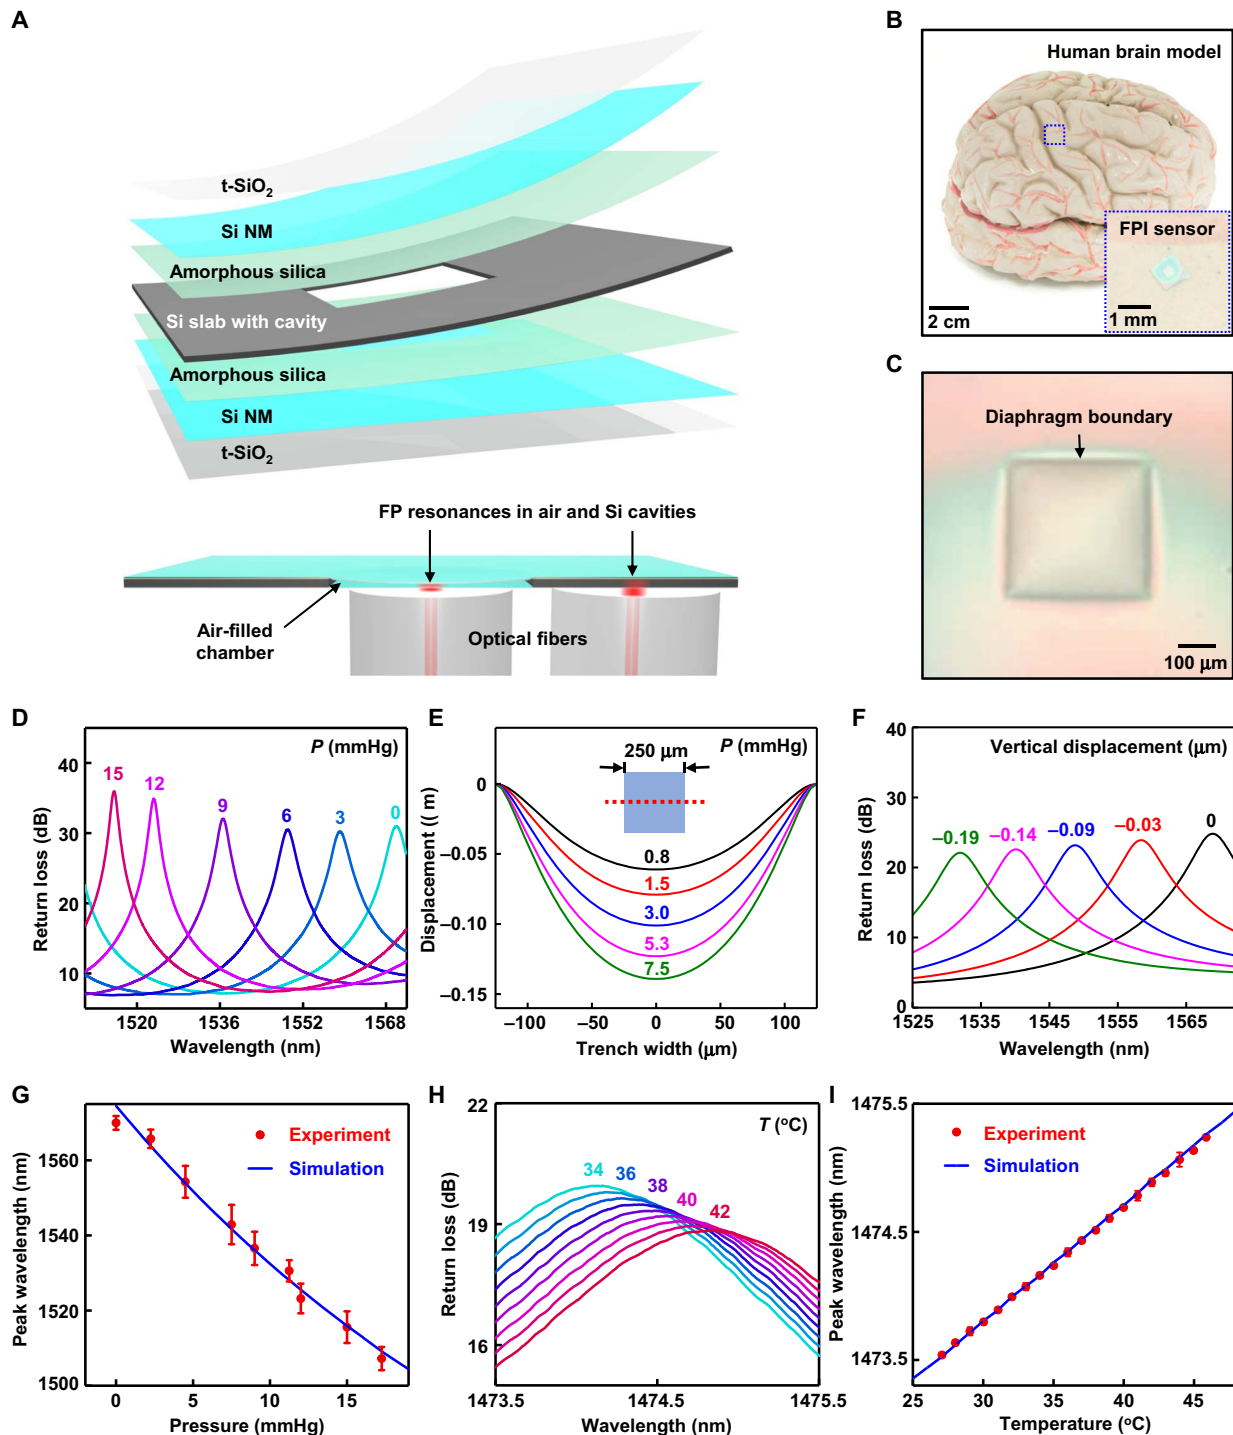 A
t-SiO2
Si NM
Amorphous silica
Si slab with cavity
Amorphous silica
Si NM
t-SiO2
FP resonances in air and Si cavities
Air-filled
chamber
Optical fibers
B
Human brain model
FPI sensor
2 cm
1 mm
C
Diaphragm boundary
100 μm
D
P (mmHg)
40
30
20
10
15
12
9
6
3
0
Return loss (dB)
1520
1536
1552
1568
Wavelength (nm)
E
250 μm
P (mmHg)
0
–0.05
–0.10
–0.15
Displacement (( m)
0.8
1.5
3.0
5.3
7.5
–100
–50
0
50
100
Trench width (μm)
F
40
30
20
10
0
Vertical displacement (μm)
–0.19
–0.14
–0.09
–0.03
0
Return loss (dB)
1525
1535
1545
1555
1565
Wavelength (nm)
G
1560
1540
1520
1500
Experiment
Simulation
Peak wavelength (nm)
0
5
10
15
Pressure (mmHg)
H
22
19
16
T (oC)
34
36
38
40
42
Return loss (dB)
1473.5
1474.5
1475.5
Wavelength (nm)
I
1475.5
1474.5
1473.5
Experiment
Simulation
Peak wavelength (nm)
25
30
35
40
45
Temperature (oC)